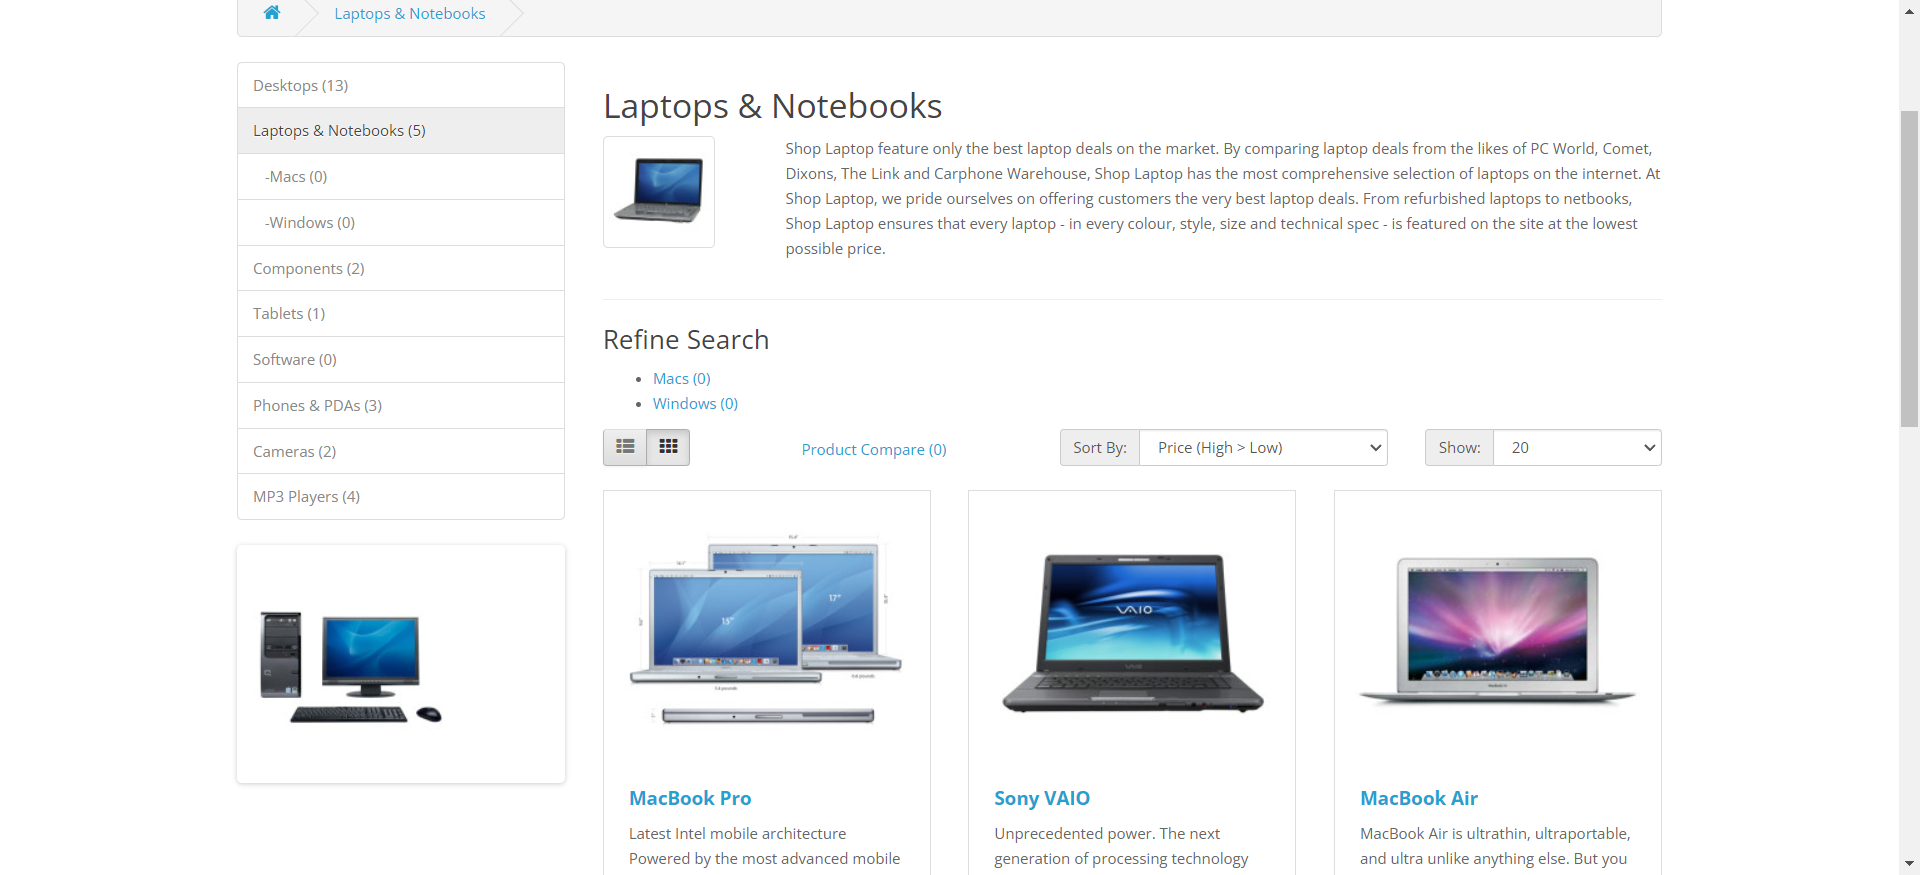 Laptops & Notebooks
Desktops (13)
Laptops & Notebooks (5)
-Macs (0)
-Windows (0)
Components (2)
Tablets (1)
Software (0)
Phones & PDAs (3)
Cameras (2)
MP3 Players (4)
Laptops & Notebooks
Shop Laptop feature only the best laptop deals on the market. By comparing laptop deals from the likes of PC World, Comet,
Dixons, The Link and Carphone Warehouse, Shop Laptop has the most comprehensive selection of laptops on the internet. At
Shop Laptop, we pride ourselves on offering customers the very best laptop deals. From refurbished laptops to netbooks,
Shop Laptop ensures that every laptop - in every colour, style, size and technical spec - is featured on the site at the lowest
possible price.
Refine Search
Macs (0)
Windows (0)
Product Compare (0)
Sort By:
Price (High > Low)
Show:
20
15"
17"
VAIO
VAIO
MacBook Pro
Latest Intel mobile architecture
Powered by the most advanced mobile
Sony VAIO
Unprecedented power. The next
generation of processing technology
MacBook Air
MacBook Air is ultrathin, ultraportable,
and ultra unlike anything else. But you